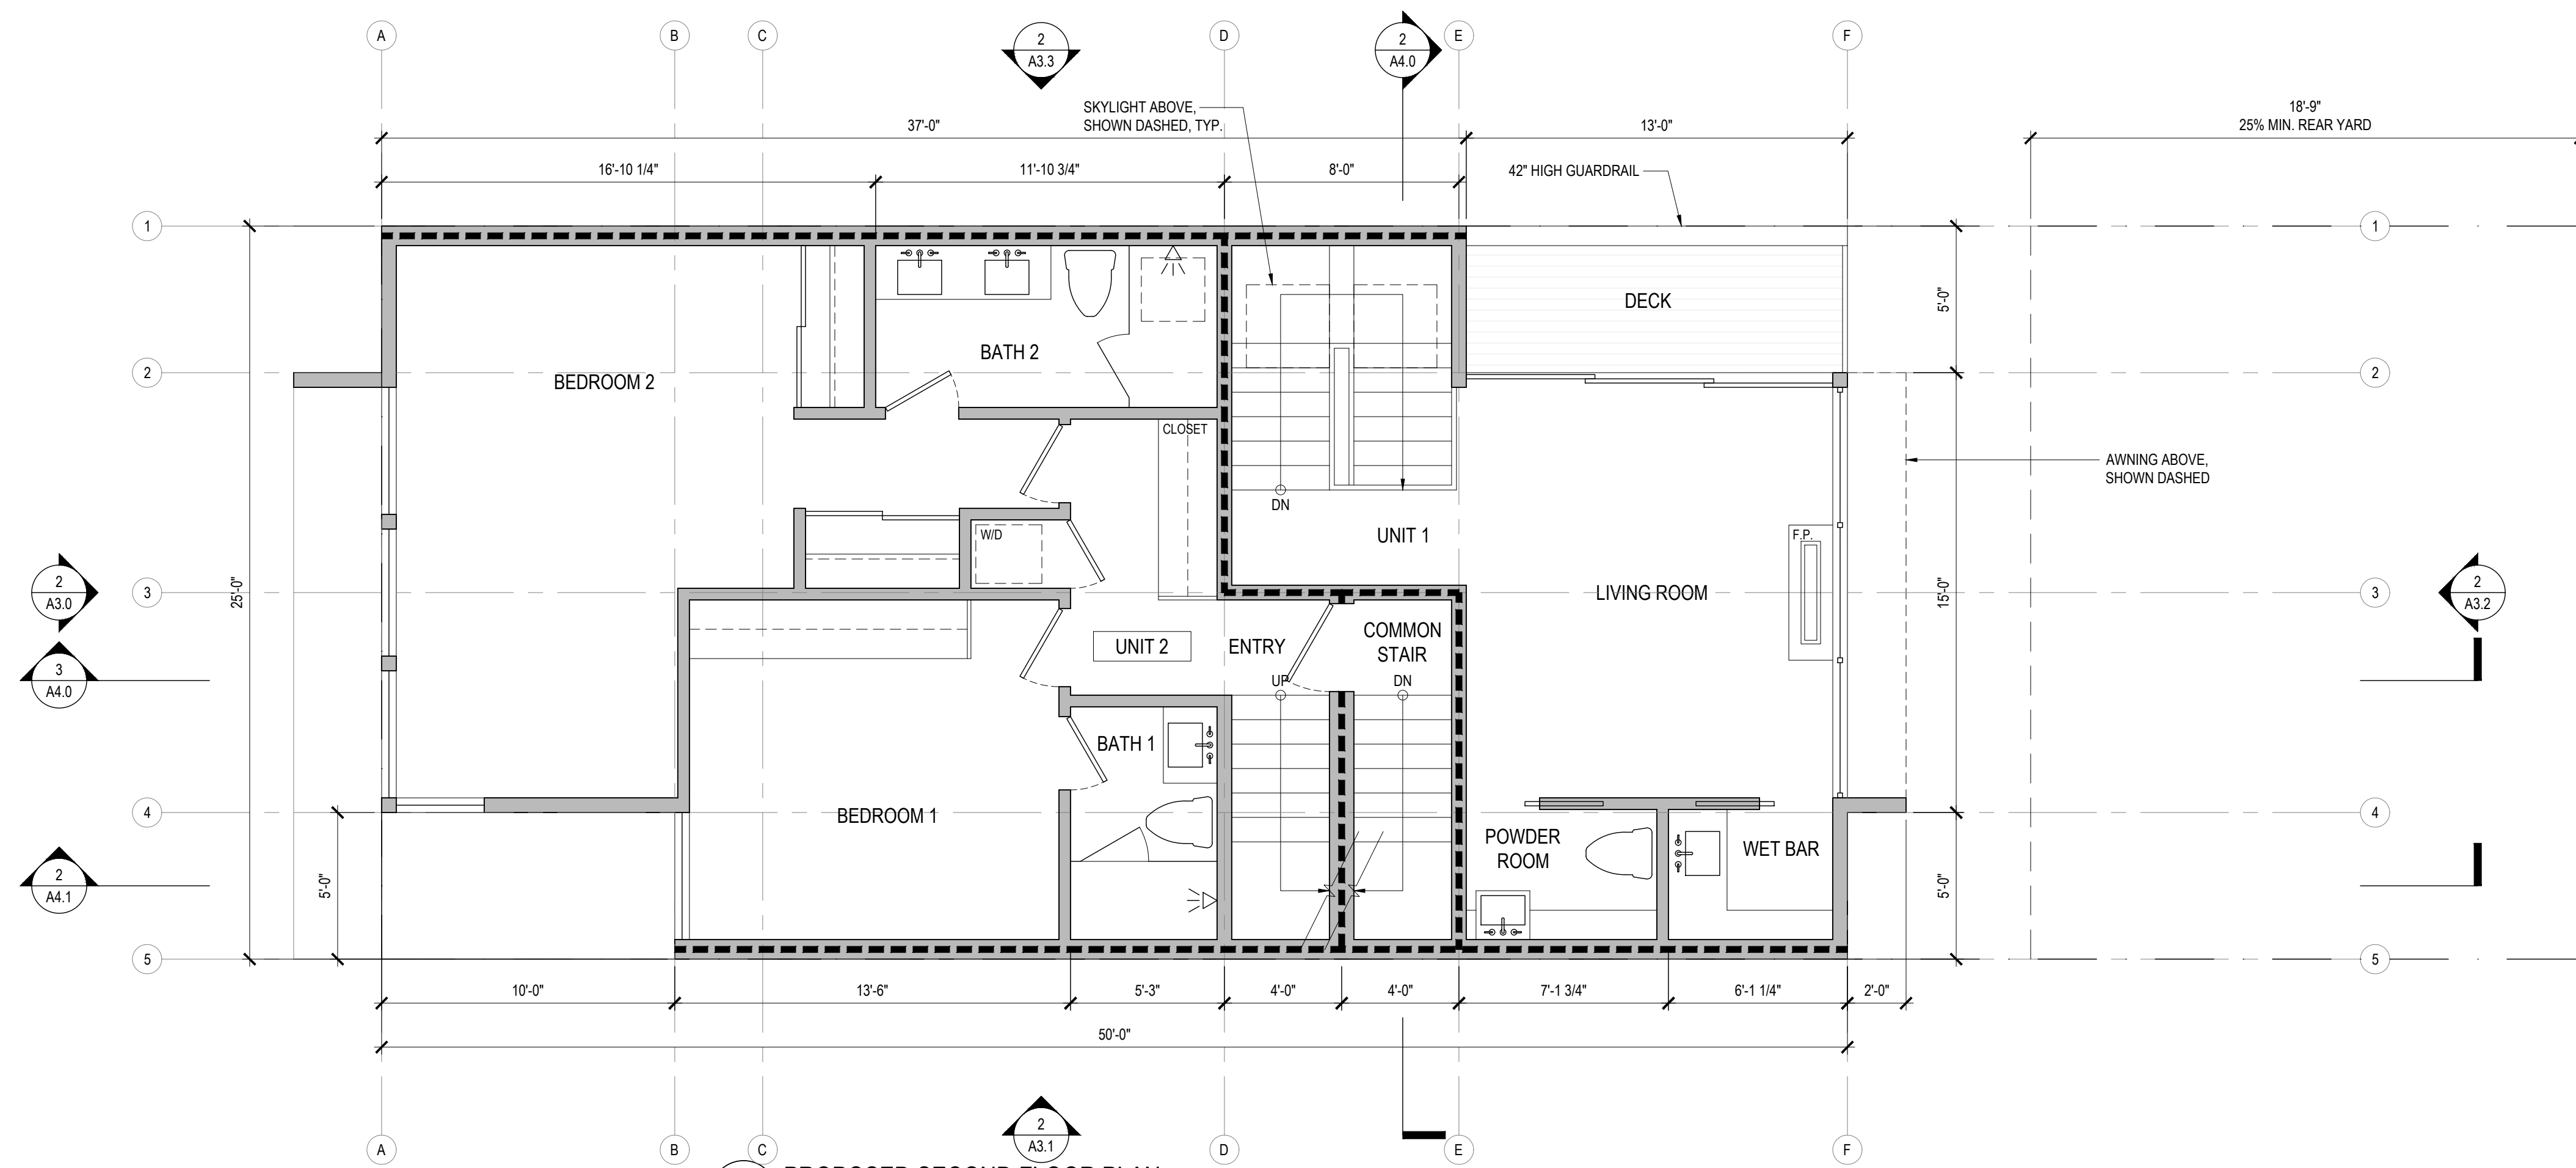 A
B
C
2
A3.3
D
2
A4.0
E
F
SKYLIGHT ABOVE,
SHOWN DASHED, TYP.
18'-9"
25% MIN. REAR YARD
37'-0"
13'-0"
16'-10 1/4"
11'-10 3/4"
8'-0"
42" HIGH GUARDRAIL
1
1
DECK
5'-0"
BATH 2
2
BEDROOM 2
2
CLOSET
AWNING ABOVE,
SHOWN DASHED
DN
W/D
UNIT 1
F.P.
2
A3.0
25'-0"
3
LIVING ROOM
15'-0"
3
2
A3.2
COMMON
STAIR
UNIT 2
ENTRY
3
A4.0
UP
DN
BATH 1
4
BEDROOM 1
4
POWDER
ROOM
WET BAR
2
A4.1
5'-0"
5'-0"
5
5
10'-0"
13'-6"
5'-3"
4'-0"
4'-0"
7'-1 3/4"
6'-1 1/4"
2'-0"
50'-0"
2
A3.1
A
B
C
D
E
F
PROPOSED SECOND FLOOR PLAN